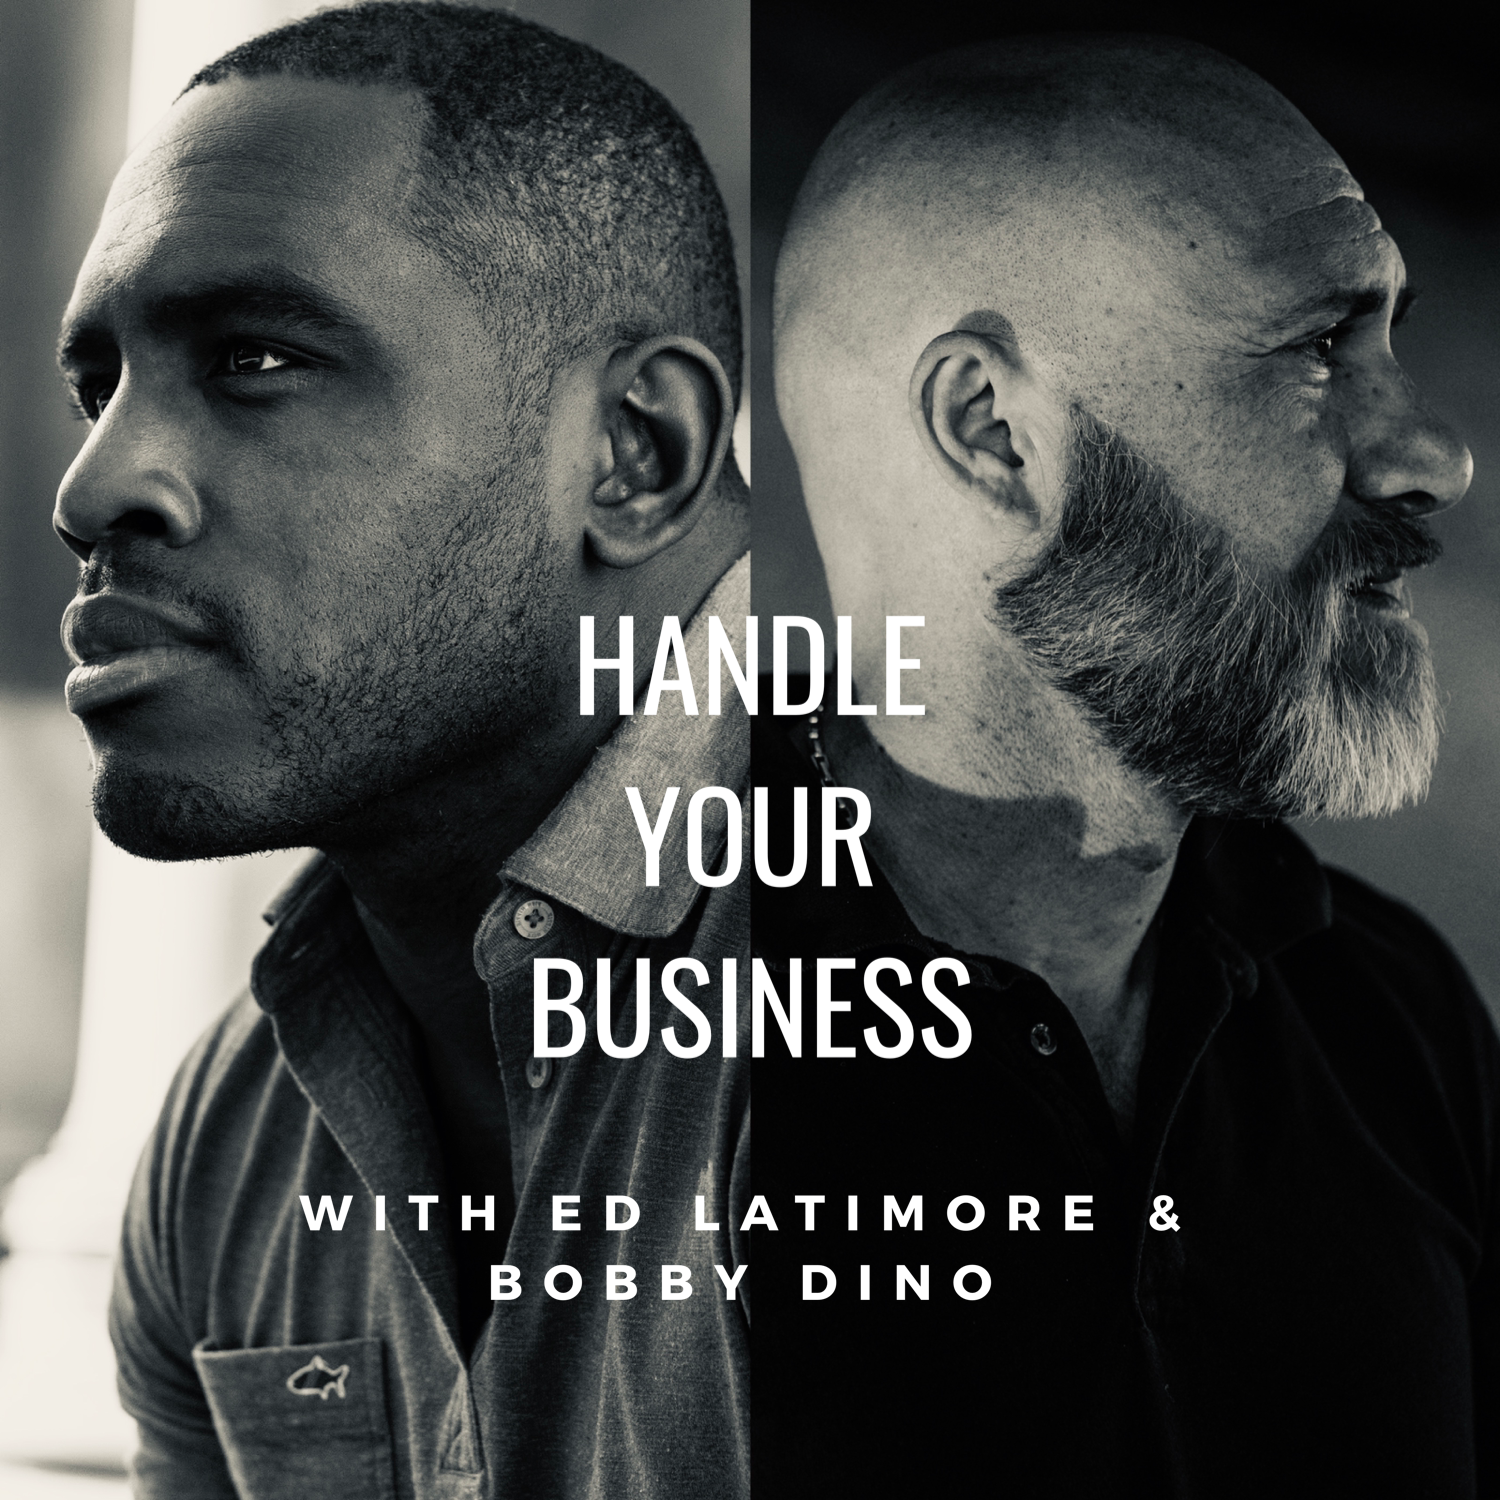 HANDLE
YOUR
BUSINESS
WITH ED LATIMORE &
BOBBY DINO